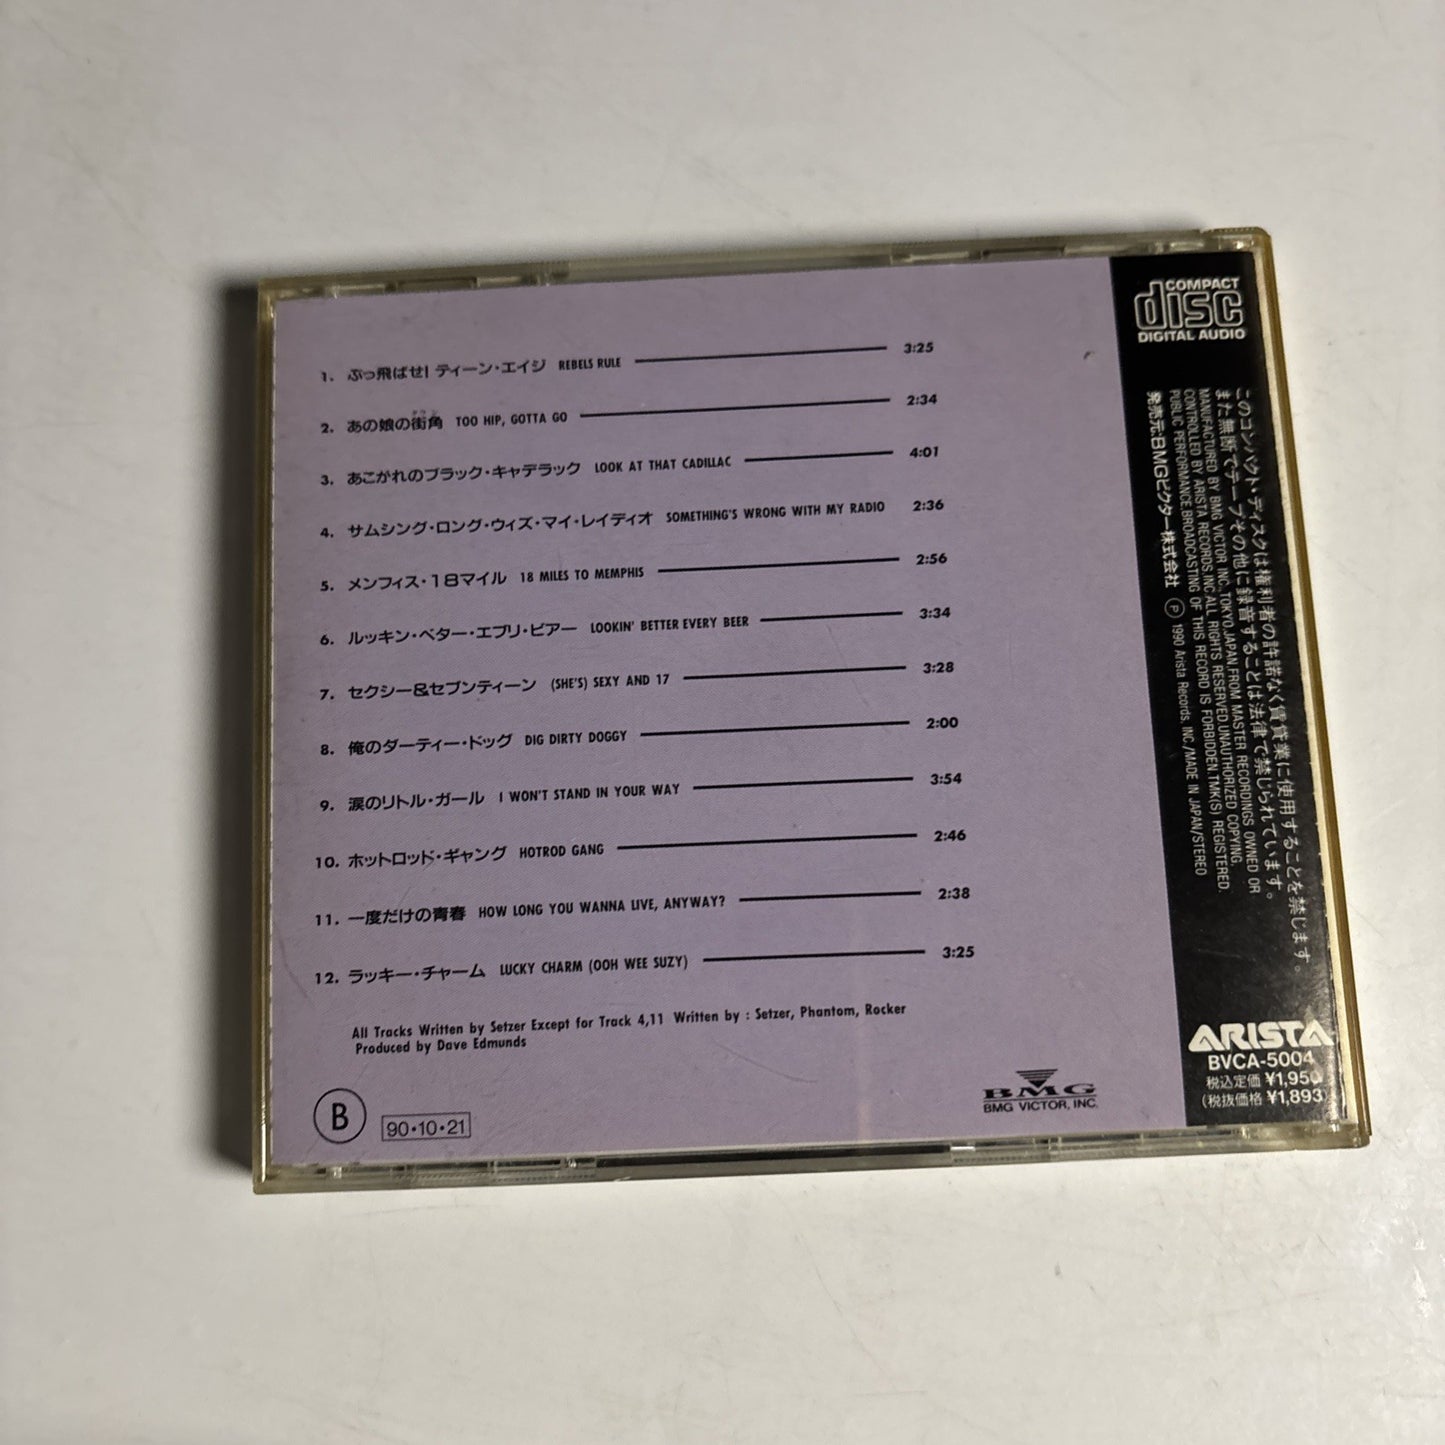 1. ぶっ飛ばせ! ティーン・エイジ REBELS RULE 3:25
2. あの娘の街角 TOO HIP, GOTTA GO 2:34
3. あこがれのブラック・キャデラック LOOK AT THAT CADILLAC 4:01
4. サムシング・ロング・ウィズ・マイ・レイディオ SOMETHING'S WRONG WITH MY RADIO 2:36
5. メンフィス・18マイル 18 MILES TO MEMPHIS 2:56
6. ルッキン・ベター・エブリ・ビアー LOOKIN' BETTER EVERY BEER 3:34
7. セクシー&セブンティーン (SHE'S) SEXY AND 17 3:28
8. 俺のダーティー・ドッグ DIG DIRTY DOGGY 2:00
9. 涙のリトル・ガール I WON'T STAND IN YOUR WAY 3:54
10. ホットロッド・ギャング HOTROD GANG 2:46
11. 一度だけの青春 HOW LONG YOU WANNA LIVE, ANYWAY? 2:38
12. ラッキー・チャーム LUCKY CHARM (OOH WEE SUZY) 3:25
All Tracks Written by Setzer Except for Track 4,11 Written by : Setzer, Phantom, Rocker
Produced by Dave Edmunds
B 90・10・21
BMG
BMG VICTOR, INC.
COMPACT
disc
DIGITAL AUDIO
このコンパクト・ディスクは権利者の許諾なく賃貸業に使用することを禁じます。
また無断でテープその他に録音することは法律で禁じられています。
MANUFACTURED BY BMG VICTOR INC., TOKYO, JAPAN, FROM MASTER RECORDINGS OWNED OR
CONTROLLED BY ARISTA RECORDS, INC. ALL RIGHTS RESERVED. UNAUTHORIZED COPYING,
PUBLIC PERFORMANCE, BROADCASTING OF THIS RECORD IS FORBIDDEN. TMK(S) REGISTERED.
発売元:BMGビクター株式会社 Ⓟ 1990 Arista Records, INC./MADE IN JAPAN/STEREO
ARISTA
BVCA-5004
税込定価 ¥1,950
(税抜価格 ¥1,893)